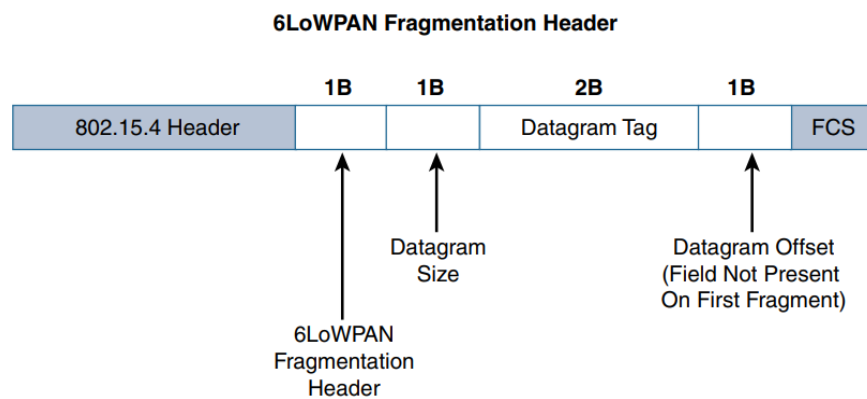 6LoWPAN Fragmentation Header
1B 1B 2B 1B
802.15.4 Header Datagram Tag FCS
Datagram
Size
Datagram Offset
(Field Not Present
On First Fragment)
6LoWPAN
Fragmentation
Header